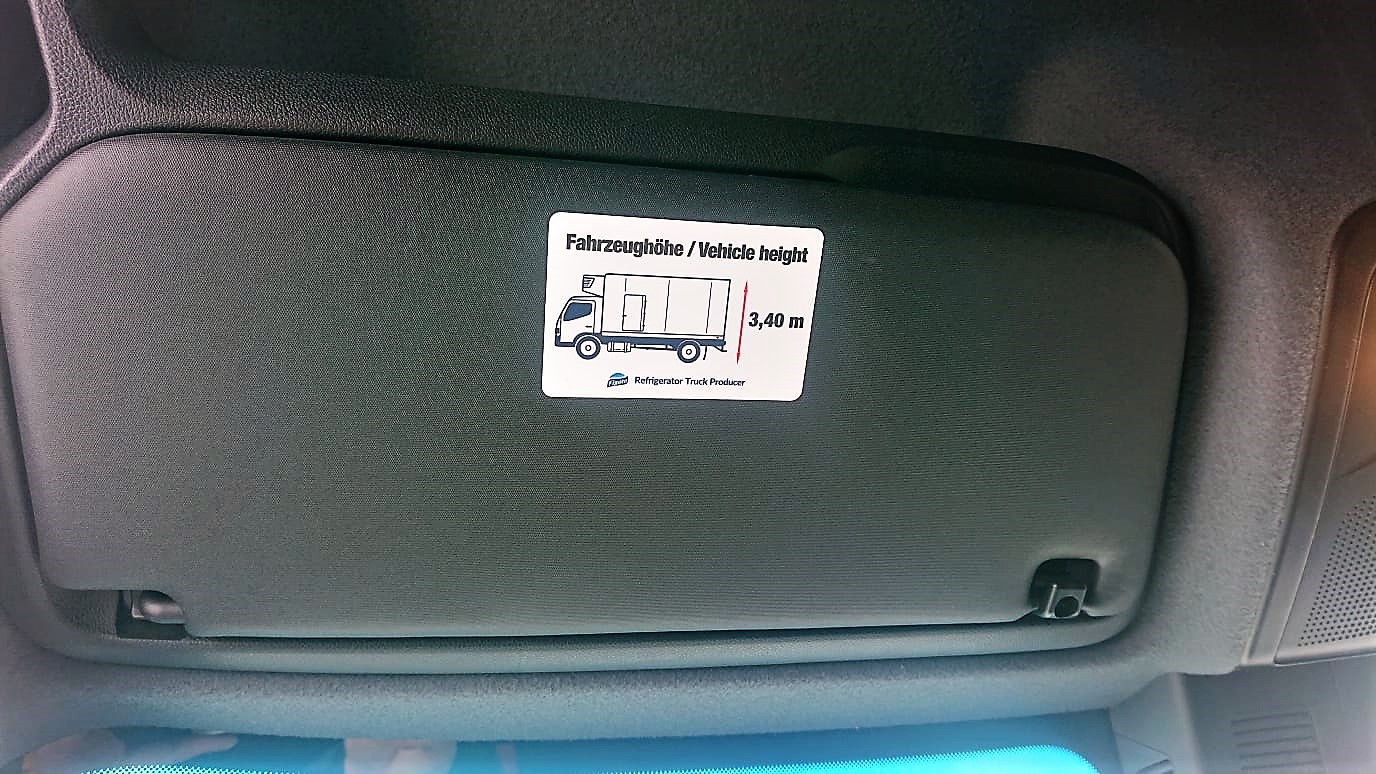 Fahrzeughöhe / Vehicle height
3,40 m
Refrigerator Truck Producer